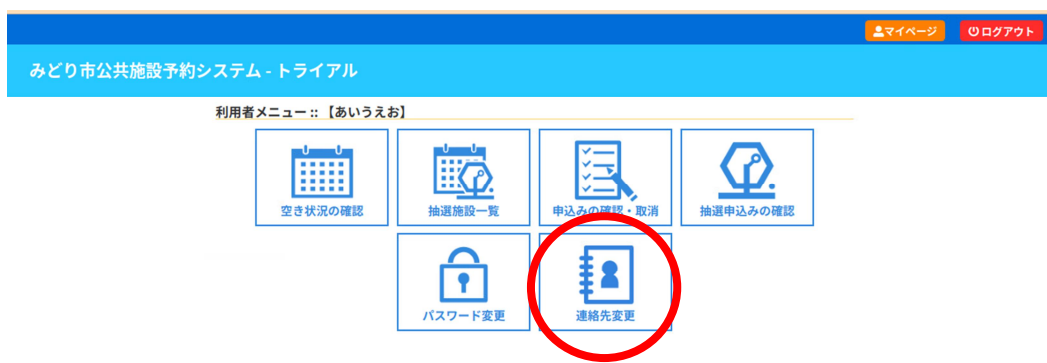 マイページ ログアウト
みどり市公共施設予約システム - トライアル
利用者メニュー :: 【あいうえお】
空き状況の確認 抽選施設一覧 申込みの確認・取消 抽選申込みの確認
パスワード変更 連絡先変更